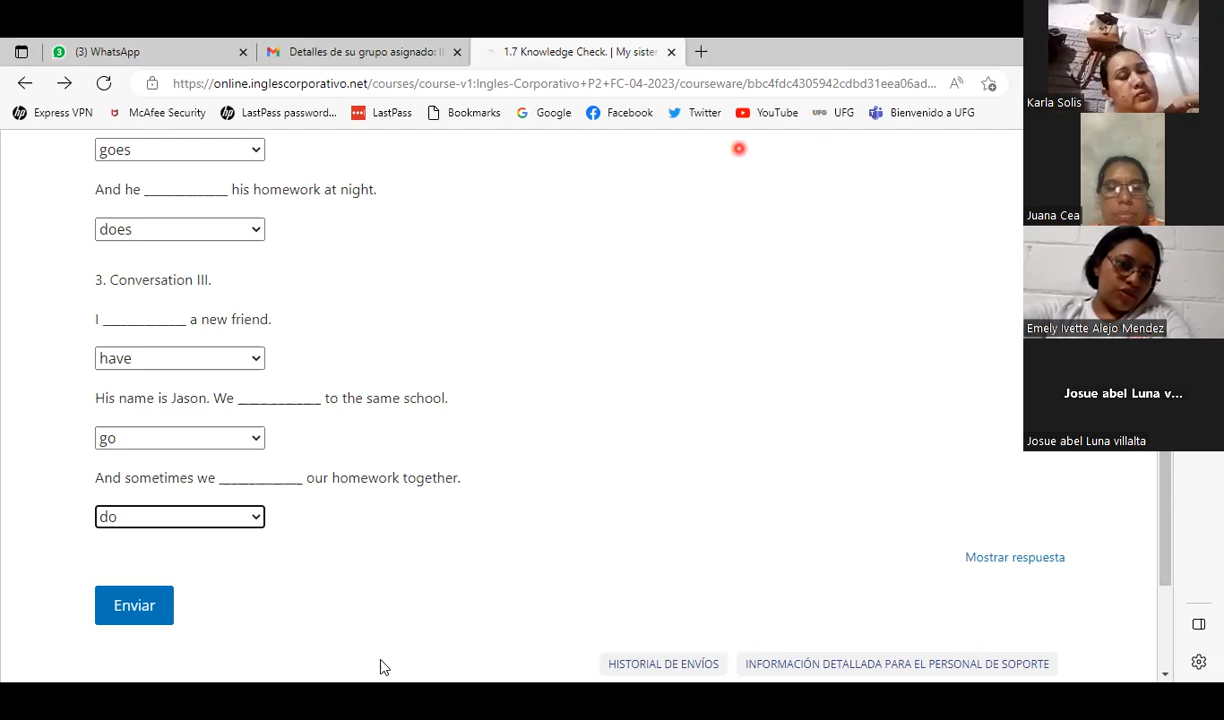 (3) WhatsApp
Detalles de su grupo asignado: I
1.7 Knowledge Check. | My sister
https://online.inglescorporativo.net/courses/course-v1:Ingles-Corporativo+P2+FC-04-2023/courseware/bbc4fdc4305942cdbd31eea06ad...
Express VPN
McAfee Security
LastPass password...
LastPass
Bookmarks
Google
Facebook
Twitter
YouTube
UFG
Bienvenido a UFG
goes
And he ______________ his homework at night.
does
3. Conversation III.
I ______________ a new friend.
have
His name is Jason. We ______________ to the same school.
go
And sometimes we ______________ our homework together.
do
Mostrar respuesta
Enviar
HISTORIAL DE ENVÍOS
INFORMACIÓN DETALLADA PARA EL PERSONAL DE SOPORTE
Karla Solis
Juana Cea
Emely Ivette Alejo Mendez
Josue abel Luna v...
Josue abel Luna villalta